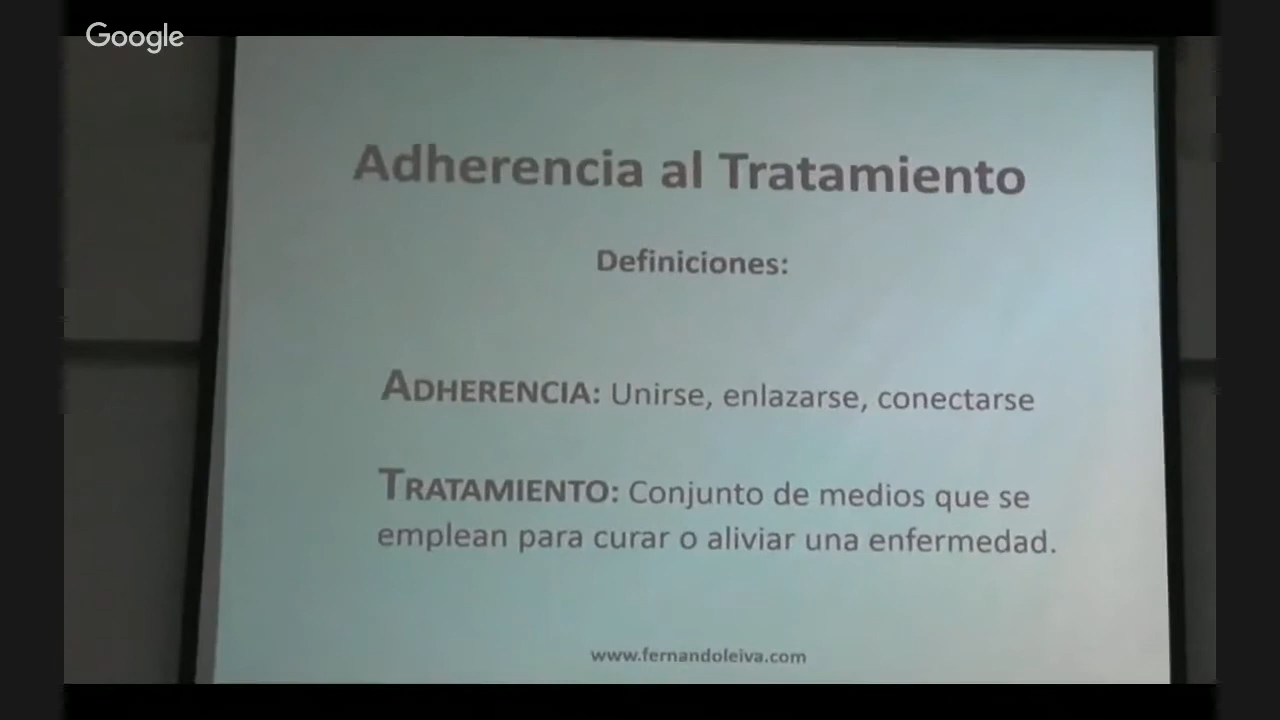 Google
Adherencia al Tratamiento
Definiciones:
ADHERENCIA: Unirse, enlazarse, conectarse
TRATAMIENTO: Conjunto de medios que se
emplean para curar o aliviar una enfermedad.
www.fernandoleiva.com